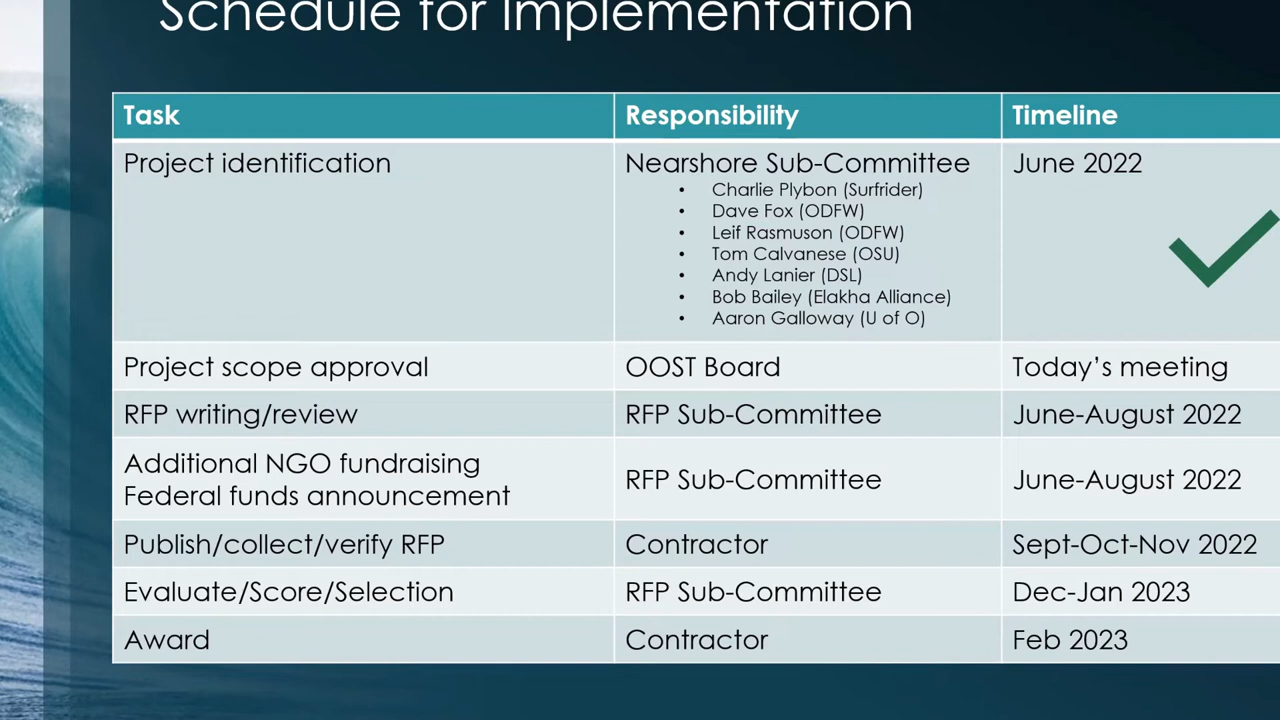 Schedule for Implementation
Task Responsibility Timeline
Project identification Nearshore Sub-Committee June 2022
• Charlie Plybon (Surfrider)
• Dave Fox (ODFW)
• Leif Rasmuson (ODFW)
• Tom Calvanese (OSU)
• Andy Lanier (DSL)
• Bob Bailey (Elakha Alliance)
• Aaron Galloway (U of O)
Project scope approval OOST Board Today’s meeting
RFP writing/review RFP Sub-Committee June-August 2022
Additional NGO fundraising
Federal funds announcement RFP Sub-Committee June-August 2022
Publish/collect/verify RFP Contractor Sept-Oct-Nov 2022
Evaluate/Score/Selection RFP Sub-Committee Dec-Jan 2023
Award Contractor Feb 2023